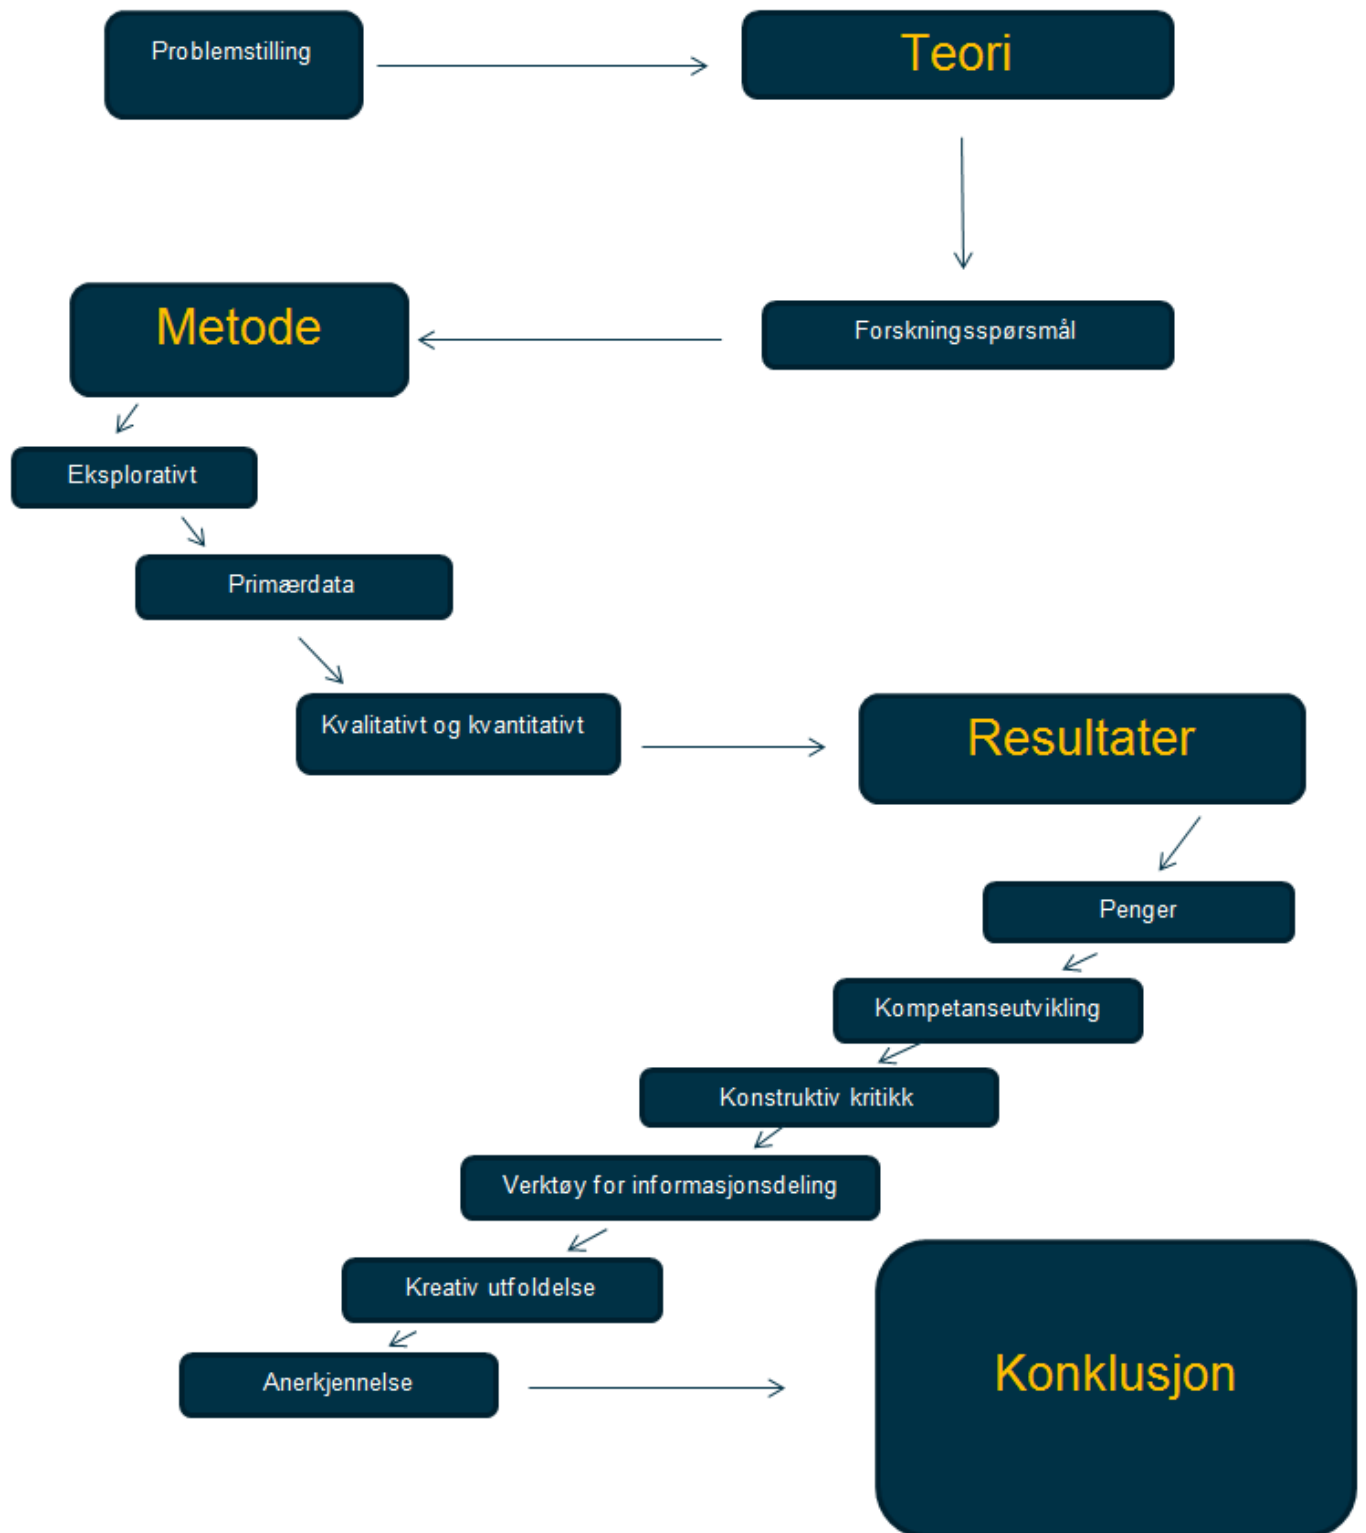 Problemstilling
Teori
Forskningsspørsmål
Metode
Eksplorativt
Primærdata
Kvalitativt og kvantitativt
Resultater
Penger
Kompetanseutvikling
Konstruktiv kritikk
Verktøy for informasjonsdeling
Kreativ utfoldelse
Anerkjennelse
Konklusjon